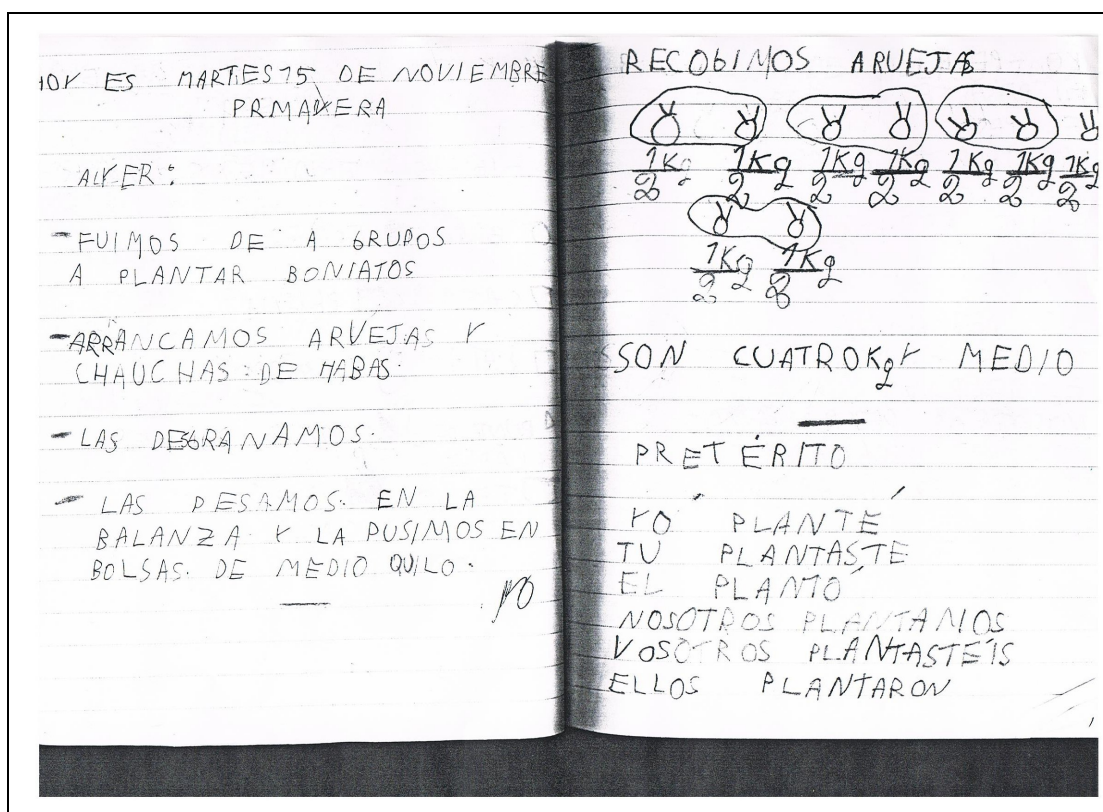 HOY ES MARTES 15 DE NOVIEMBRE
PRMAVERA
ALYER:
-FUIMOS DE A GRUPOS
A PLANTAR BONIATOS
-ARRANCAMOS ARVEJAS Y
CHAUCHAS DE HABAS.
-LAS DESGRANAMOS.
- LAS PESAMOS EN LA
BALANZA Y LA PUSIMOS EN
BOLSAS DE MEDIO QUILO.
RECOGIMOS ARVEJAS
1Kg 1Kg 1Kg 1Kg 1Kg 1Kg 1Kg
2 2 2 2 2 2 2
1Kg 1Kg
2 2
SON CUATRO Kg Y MEDIO
PRETÉRITO
YO PLANTÉ
TU PLANTASTE
EL PLANTÓ
NOSOTROS PLANTAMOS
VOSOTROS PLANTASTEIS
ELLOS PLANTARON